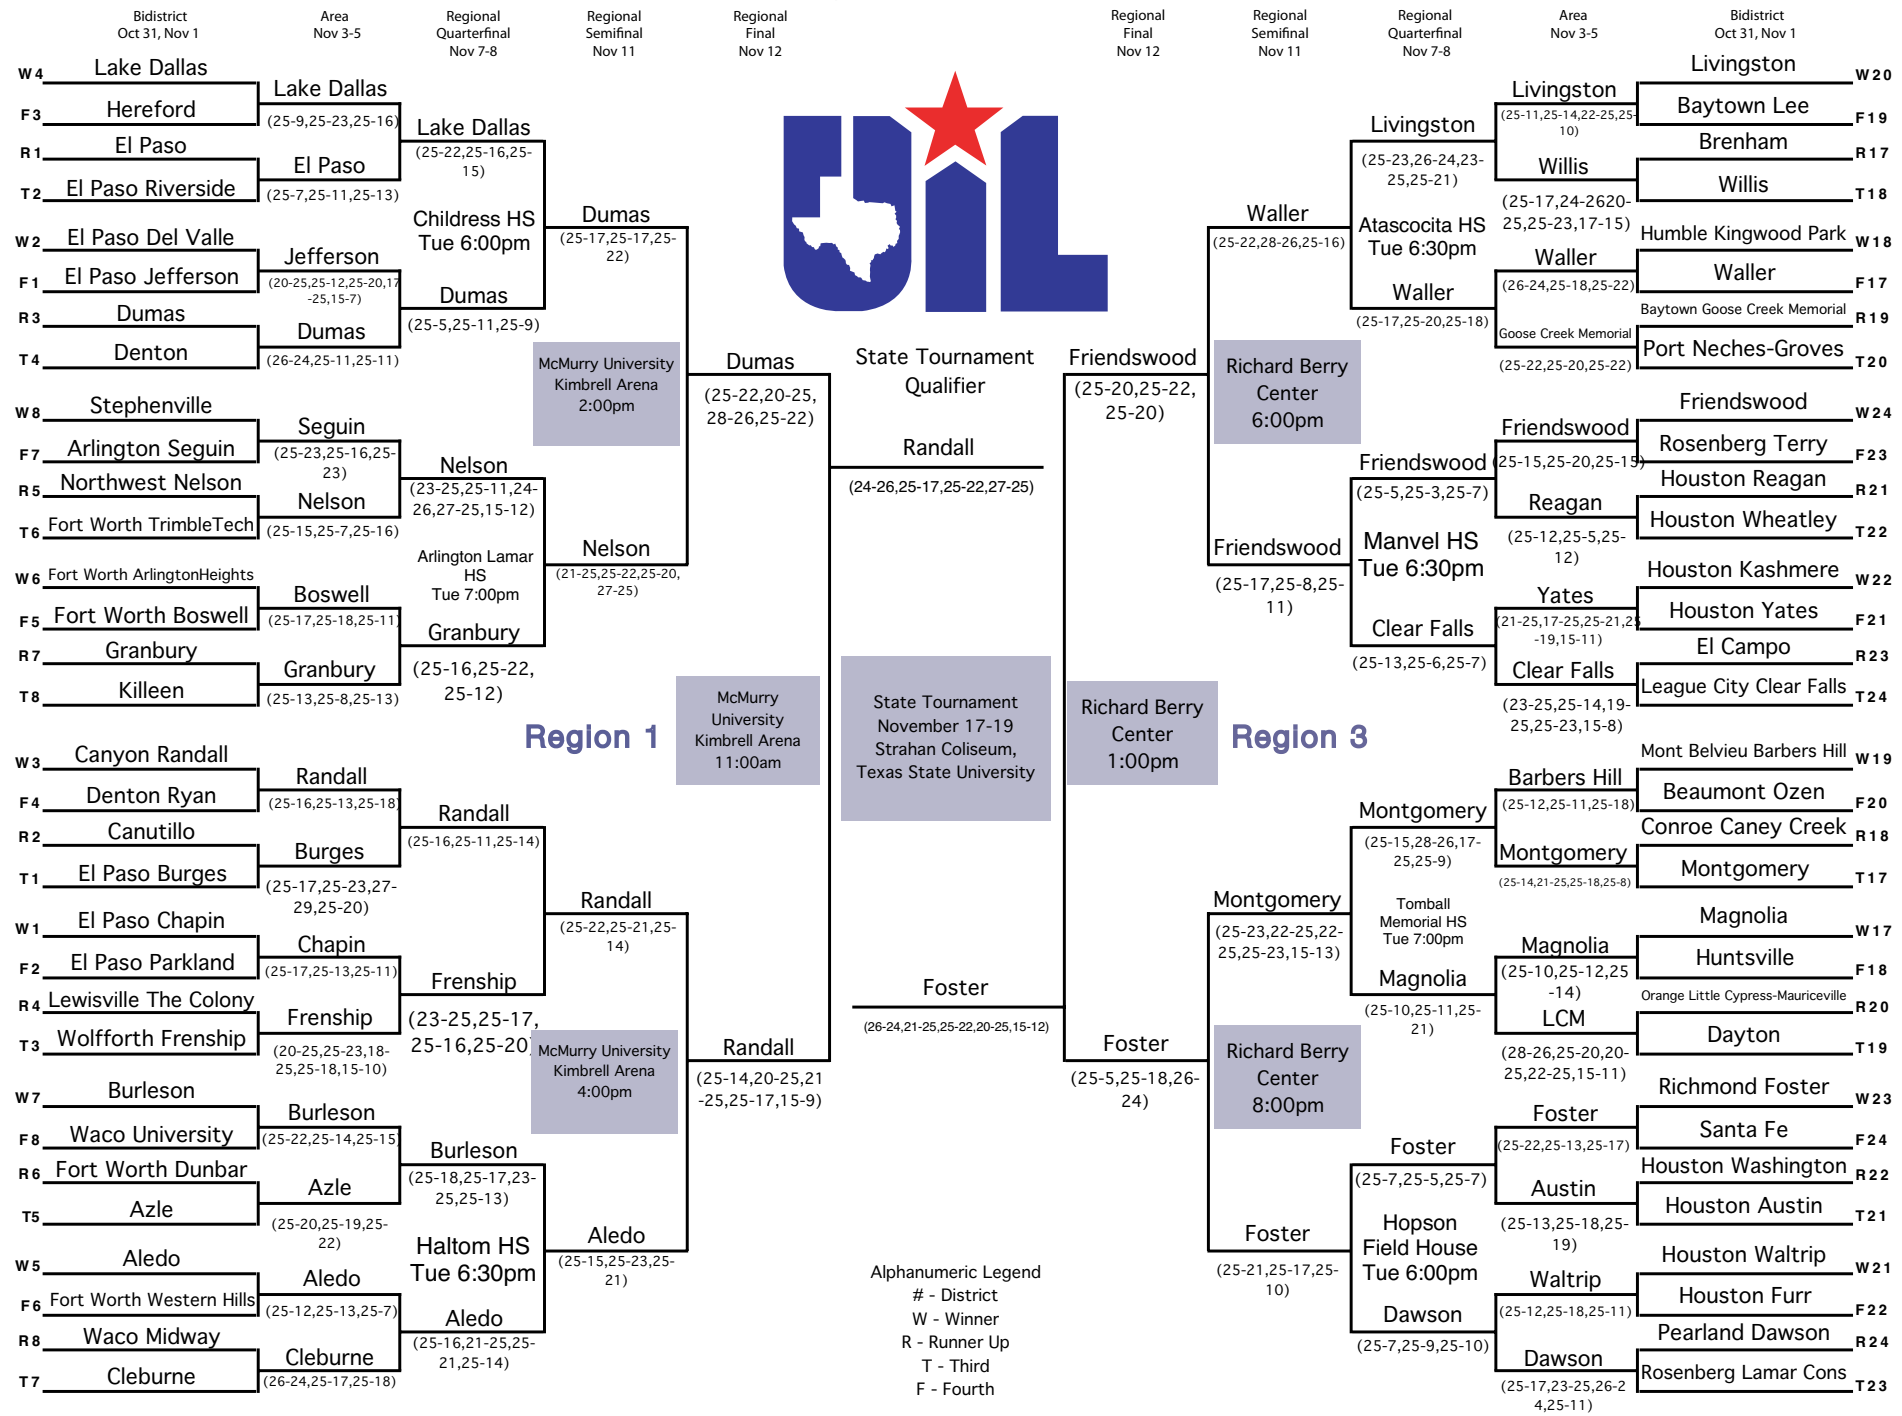 Bidistrict
Oct 31, Nov 1
Area
Nov 3-5
Regional
Quarterfinal
Nov 7-8
Regional
Semifinal
Nov 11
Regional
Final
Nov 12
Regional
Final
Nov 12
Regional
Semifinal
Nov 11
Regional
Quarterfinal
Nov 7-8
Area
Nov 3-5
Bidistrict
Oct 31, Nov 1
W4 Lake Dallas
F3 Hereford
R1 El Paso
T2 El Paso Riverside
W2 El Paso Del Valle
F1 El Paso Jefferson
R3 Dumas
T4 Denton
W8 Stephenville
F7 Arlington Seguin
R5 Northwest Nelson
T6 Fort Worth TrimbleTech
W6 Fort Worth ArlingtonHeights
F5 Fort Worth Boswell
R7 Granbury
T8 Killeen
W3 Canyon Randall
F4 Denton Ryan
R2 Canutillo
T1 El Paso Burges
W1 El Paso Chapin
F2 El Paso Parkland
R4 Lewisville The Colony
T3 Wolfforth Frenship
W7 Burleson
F8 Waco University
R6 Fort Worth Dunbar
T5 Azle
W5 Aledo
F6 Fort Worth Western Hills
R8 Waco Midway
T7 Cleburne
Lake Dallas
(25-9,25-23,25-16)
El Paso
(25-7,25-11,25-13)
Jefferson
(20-25,25-12,25-20,17
-25,15-7)
Dumas
(26-24,25-11,25-11)
Seguin
(25-23,25-16,25-
23)
Nelson
(25-15,25-7,25-16)
Boswell
(25-17,25-18,25-11)
Granbury
(25-13,25-8,25-13)
Randall
(25-16,25-13,25-18)
Burges
(25-17,25-23,27-
29,25-20)
Chapin
(25-17,25-13,25-11)
Frenship
(20-25,25-23,18-
25,25-18,15-10)
Burleson
(25-22,25-14,25-15)
Azle
(25-20,25-19,25-
22)
Aledo
(25-12,25-13,25-7)
Cleburne
(26-24,25-17,25-18)
Lake Dallas
(25-22,25-16,25-
15)
Childress HS
Tue 6:00pm
Dumas
(25-5,25-11,25-9)
Nelson
(23-25,25-11,24-
26,27-25,15-12)
Arlington Lamar
HS
Tue 7:00pm
Granbury
(25-16,25-22,
25-12)
Randall
(25-16,25-11,25-14)
Frenship
(23-25,25-17,
25-16,25-20)
Burleson
(25-18,25-17,23-
25,25-13)
Haltom HS
Tue 6:30pm
Aledo
(25-16,21-25,25-
21,25-14)
Dumas
(25-17,25-17,25-
22)
McMurry University
Kimbrell Arena
2:00pm
Nelson
(21-25,25-22,25-20,
27-25)
Region 1
Randall
(25-22,25-21,25-
14)
McMurry University
Kimbrell Arena
4:00pm
Aledo
(25-15,25-23,25-
21)
Dumas
(25-22,20-25,
28-26,25-22)
McMurry
University
Kimbrell Arena
11:00am
Randall
(25-14,20-25,21
-25,25-17,15-9)
UIL
State Tournament
Qualifier
Randall
(24-26,25-17,25-22,27-25)
State Tournament
November 17-19
Strahan Coliseum,
Texas State University
Foster
(26-24,21-25,25-22,20-25,15-12)
Alphanumeric Legend
# - District
W - Winner
R - Runner Up
T - Third
F - Fourth
Friendswood
(25-20,25-22,
25-20)
Richard Berry
Center
1:00pm
Foster
(25-5,25-18,26-
24)
Waller
(25-22,28-26,25-16)
Richard Berry
Center
6:00pm
Friendswood
(25-17,25-8,25-
11)
Region 3
Montgomery
(25-23,22-25,22-
25,25-23,15-13)
Richard Berry
Center
8:00pm
Foster
(25-21,25-17,25-
10)
Livingston
(25-23,26-24,23-
25,25-21)
Atascocita HS
Tue 6:30pm
Waller
(25-17,25-20,25-18)
Friendswood
(25-5,25-3,25-7)
Manvel HS
Tue 6:30pm
Clear Falls
(25-13,25-6,25-7)
Montgomery
(25-15,28-26,17-
25,25-9)
Tomball
Memorial HS
Tue 7:00pm
Magnolia
(25-10,25-11,25-
21)
Foster
(25-7,25-5,25-7)
Hopson
Field House
Tue 6:00pm
Dawson
(25-7,25-9,25-10)
Livingston
(25-11,25-14,22-25,25-
10)
Willis
(25-17,24-2620-
25,25-23,17-15)
Waller
(26-24,25-18,25-22)
Goose Creek Memorial
(25-22,25-20,25-22)
Friendswood
(25-15,25-20,25-15)
Reagan
(25-12,25-5,25-
12)
Yates
(21-25,17-25,25-21,25
-19,15-11)
Clear Falls
(23-25,25-14,19-
25,25-23,15-8)
Barbers Hill
(25-12,25-11,25-18)
Montgomery
(25-14,21-25,25-18,25-8)
Magnolia
(25-10,25-12,25
-14)
LCM
(28-26,25-20,20-
25,22-25,15-11)
Foster
(25-22,25-13,25-17)
Austin
(25-13,25-18,25-
19)
Waltrip
(25-12,25-18,25-11)
Dawson
(25-17,23-25,26-2
4,25-11)
Livingston W20
Baytown Lee F19
Brenham R17
Willis T18
Humble Kingwood Park W18
Waller F17
Baytown Goose Creek Memorial R19
Port Neches-Groves T20
Friendswood W24
Rosenberg Terry F23
Houston Reagan R21
Houston Wheatley T22
Houston Kashmere W22
Houston Yates F21
El Campo R23
League City Clear Falls T24
Mont Belvieu Barbers Hill W19
Beaumont Ozen F20
Conroe Caney Creek R18
Montgomery T17
Magnolia W17
Huntsville F18
Orange Little Cypress-Mauriceville R20
Dayton T19
Richmond Foster W23
Santa Fe F24
Houston Washington R22
Houston Austin T21
Houston Waltrip W21
Houston Furr F22
Pearland Dawson R24
Rosenberg Lamar Cons T23